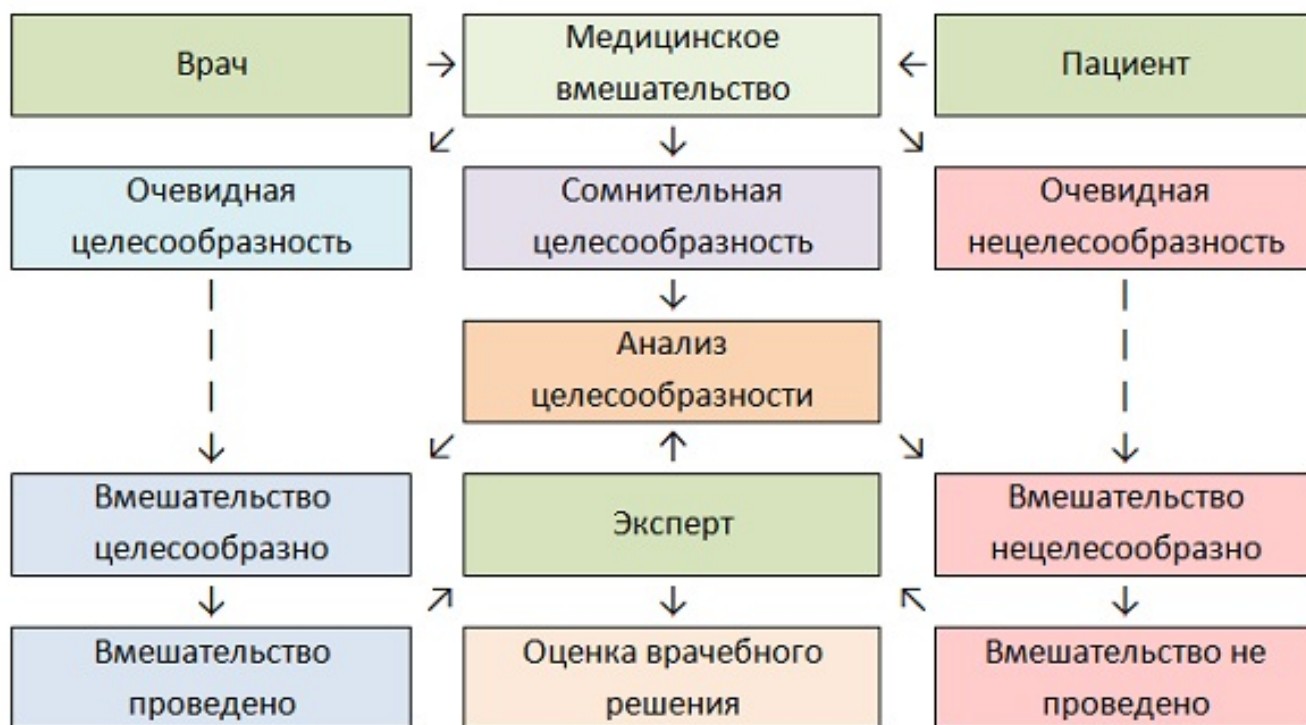 Врач
Медицинское
вмешательство
Пациент
Очевидная
целесообразность
Сомнительная
целесообразность
Очевидная
нецелесообразность
Анализ
целесообразности
Вмешательство
целесообразно
Эксперт
Вмешательство
нецелесообразно
Вмешательство
проведено
Оценка врачебного
решения
Вмешательство не
проведено